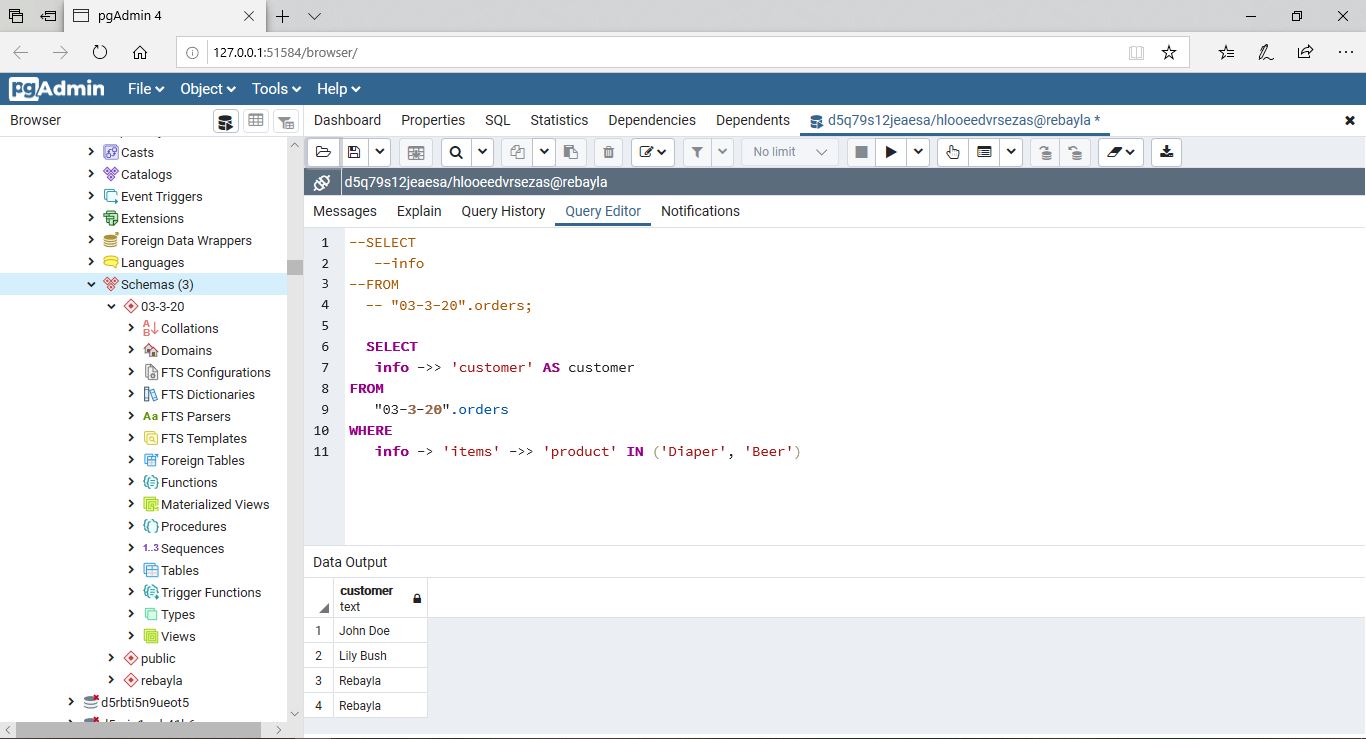 pgAdmin 4
127.0.0.1:51584/browser/
pgAdmin File Object Tools Help
Browser
Dashboard Properties SQL Statistics Dependencies Dependents d5q79s12jeaesa/hlooeedvrsezas@rebayla *
No limit
d5q79s12jeaesa/hlooeedvrsezas@rebayla
Messages Explain Query History Query Editor Notifications
Casts
Catalogs
Event Triggers
Extensions
Foreign Data Wrappers
Languages
Schemas (3)
03-3-20
Collations
Domains
FTS Configurations
FTS Dictionaries
Aa FTS Parsers
FTS Templates
Foreign Tables
Functions
Materialized Views
Procedures
1..3 Sequences
Tables
Trigger Functions
Types
Views
public
rebayla
d5rbti5n9ueot5
1 --SELECT
2 --info
3 --FROM
4 -- "03-3-20".orders;
5
6 SELECT
7 info ->> 'customer' AS customer
8 FROM
9 "03-3-20".orders
10 WHERE
11 info -> 'items' ->> 'product' IN ('Diaper', 'Beer')
Data Output
customer
text
1 John Doe
2 Lily Bush
3 Rebayla
4 Rebayla